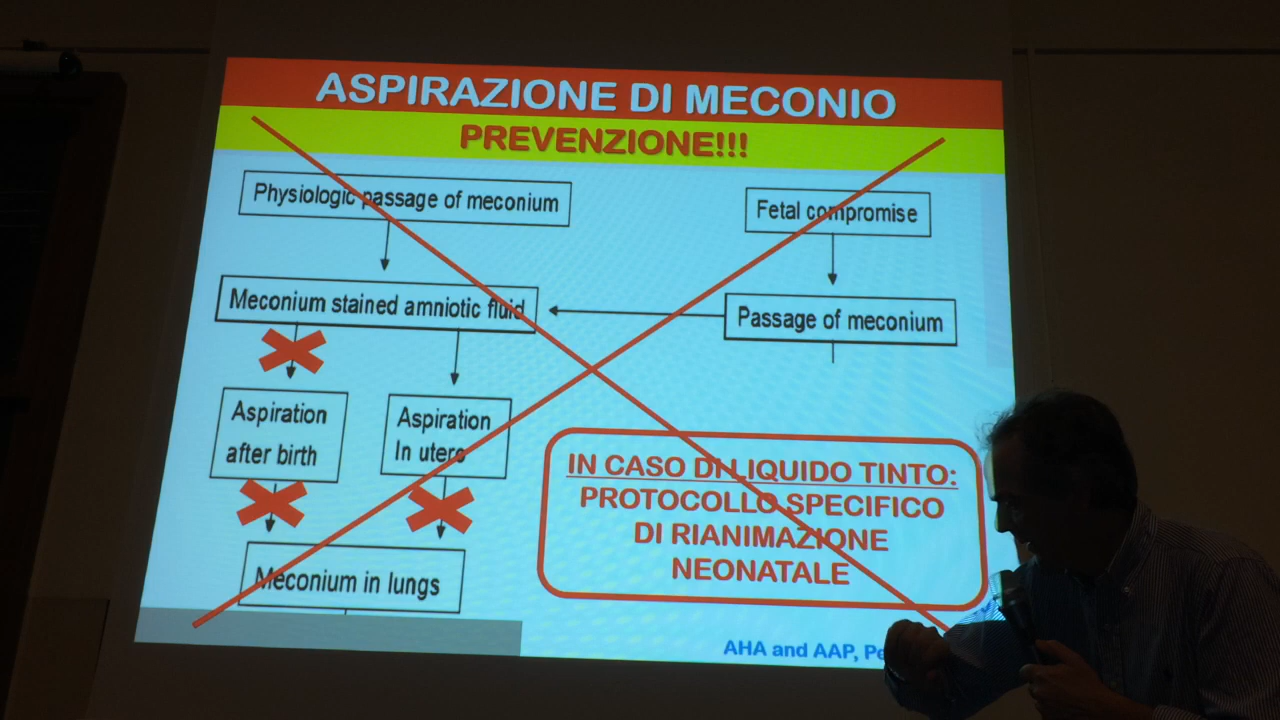 ASPIRAZIONE DI MECONIO
PREVENZIONE!!!
Physiologic passage of meconium
Fetal compromise
Meconium stained amniotic fluid
Passage of meconium
Aspiration
after birth
Aspiration
In utero
Meconium in lungs
IN CASO DI LIQUIDO TINTO:
PROTOCOLLO SPECIFICO
DI RIANIMAZIONE
NEONATALE
AHA and AAP,